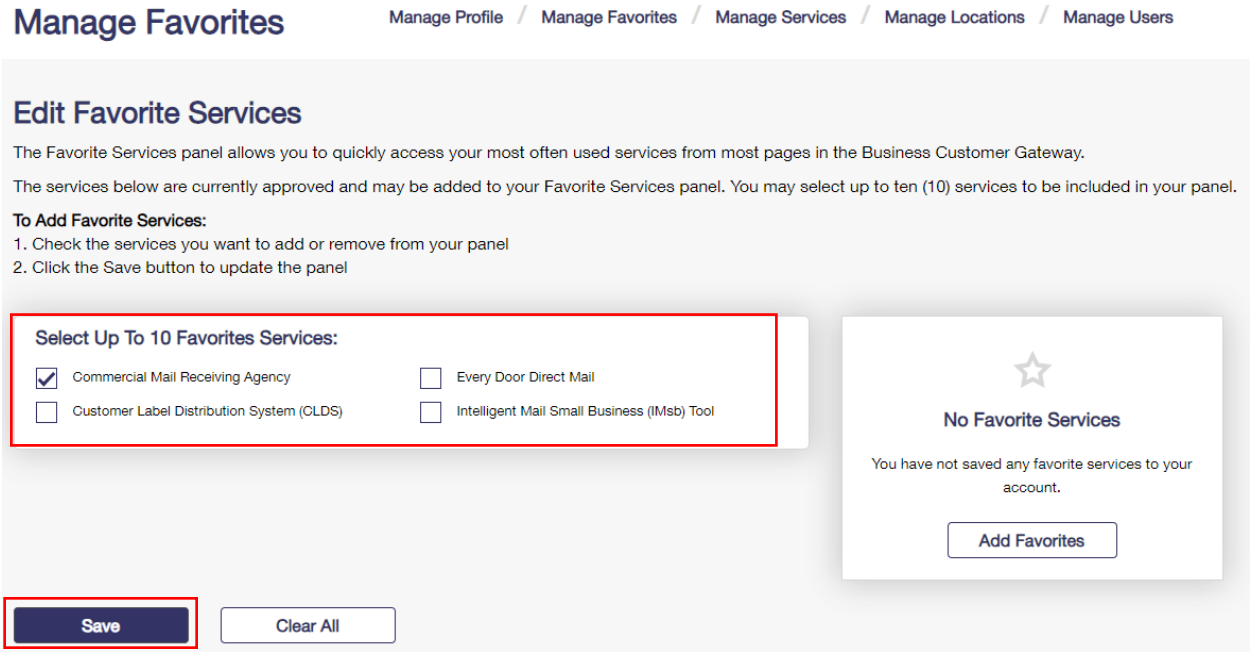 Manage Favorites
Manage Profile / Manage Favorites / Manage Services / Manage Locations / Manage Users
Edit Favorite Services
The Favorite Services panel allows you to quickly access your most often used services from most pages in the Business Customer Gateway.
The services below are currently approved and may be added to your Favorite Services panel. You may select up to ten (10) services to be included in your panel.
To Add Favorite Services:
1. Check the services you want to add or remove from your panel
2. Click the Save button to update the panel
Select Up To 10 Favorites Services:
Commercial Mail Receiving Agency
Every Door Direct Mail
Customer Label Distribution System (CLDS)
Intelligent Mail Small Business (IMsb) Tool
No Favorite Services
You have not saved any favorite services to your
account.
Add Favorites
Save
Clear All